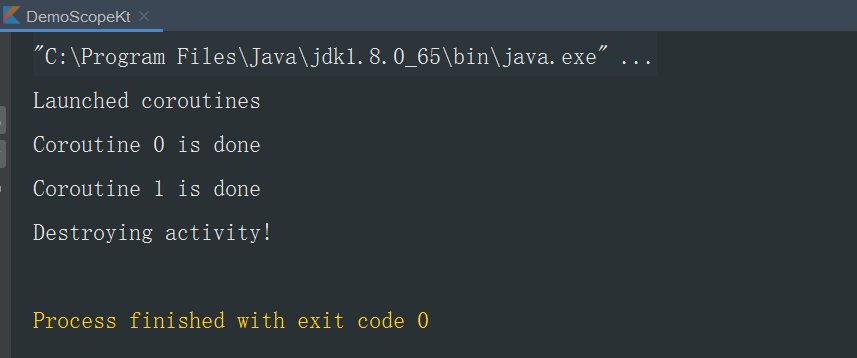 DemoScopeKt
"C:\Program Files\Java\jdk1.8.0_65\bin\java.exe" ...
Launched coroutines
Coroutine 0 is done
Coroutine 1 is done
Destroying activity!
Process finished with exit code 0